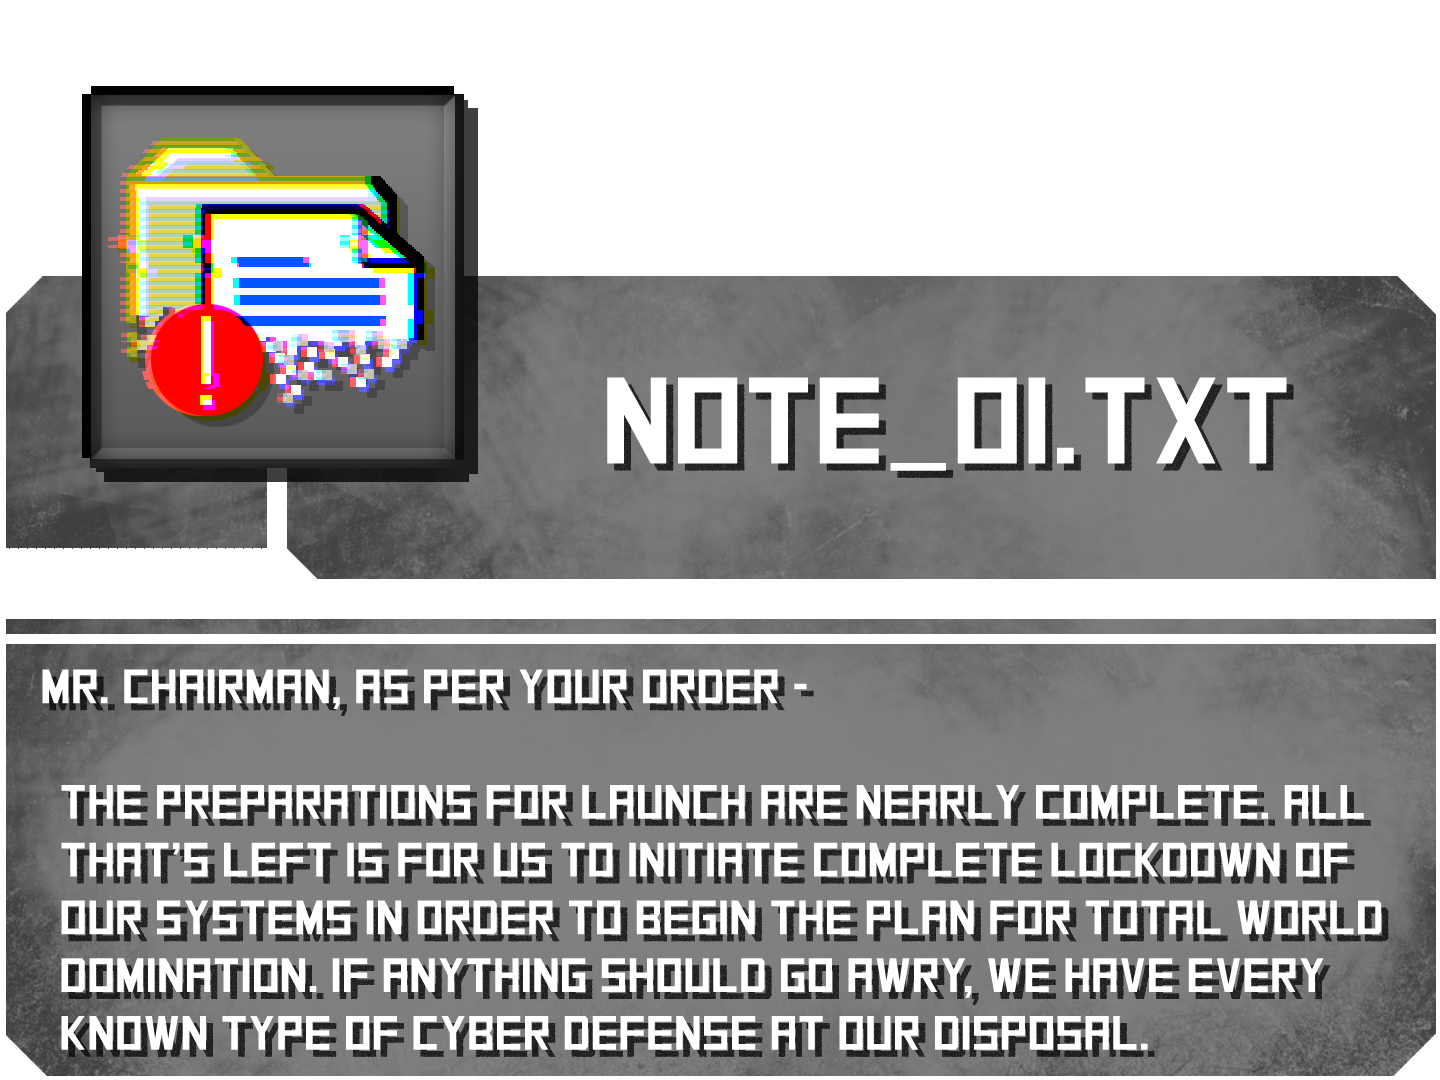 NOTE_01.TXT
MR. CHAIRMAN, AS PER YOUR ORDER -
THE PREPARATIONS FOR LAUNCH ARE NEARLY COMPLETE. ALL
THAT'S LEFT IS FOR US TO INITIATE COMPLETE LOCKDOWN OF
OUR SYSTEMS IN ORDER TO BEGIN THE PLAN FOR TOTAL WORLD
DOMINATION. IF ANYTHING SHOULD GO AWRY, WE HAVE EVERY
KNOWN TYPE OF CYBER DEFENSE AT OUR DISPOSAL.